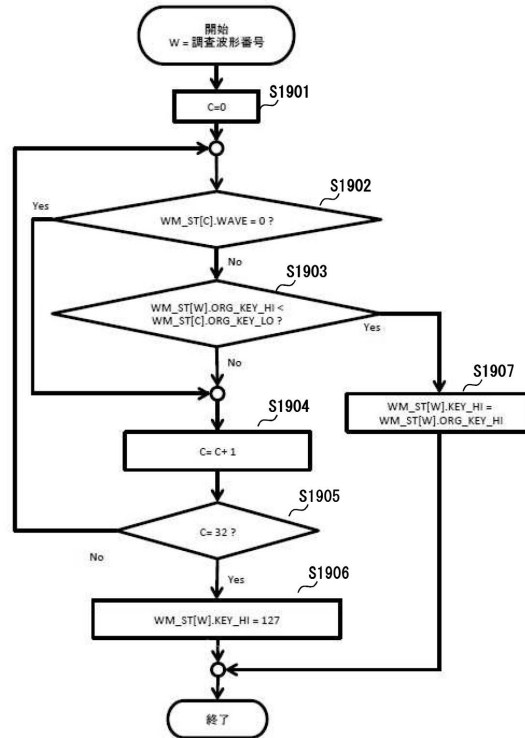 開始
W = 調査波形番号
S1901
C=0
S1902
Yes
WM_ST[C].WAVE = 0 ?
No
S1903
WM_ST[W].ORG_KEY_HI <
WM_ST[C].ORG_KEY_LO ?
Yes
No
S1907
WM_ST[W].KEY_HI =
WM_ST[W].ORG_KEY_HI
S1904
C= C+ 1
S1905
C= 32 ?
No
Yes
S1906
WM_ST[W].KEY_HI = 127
終了